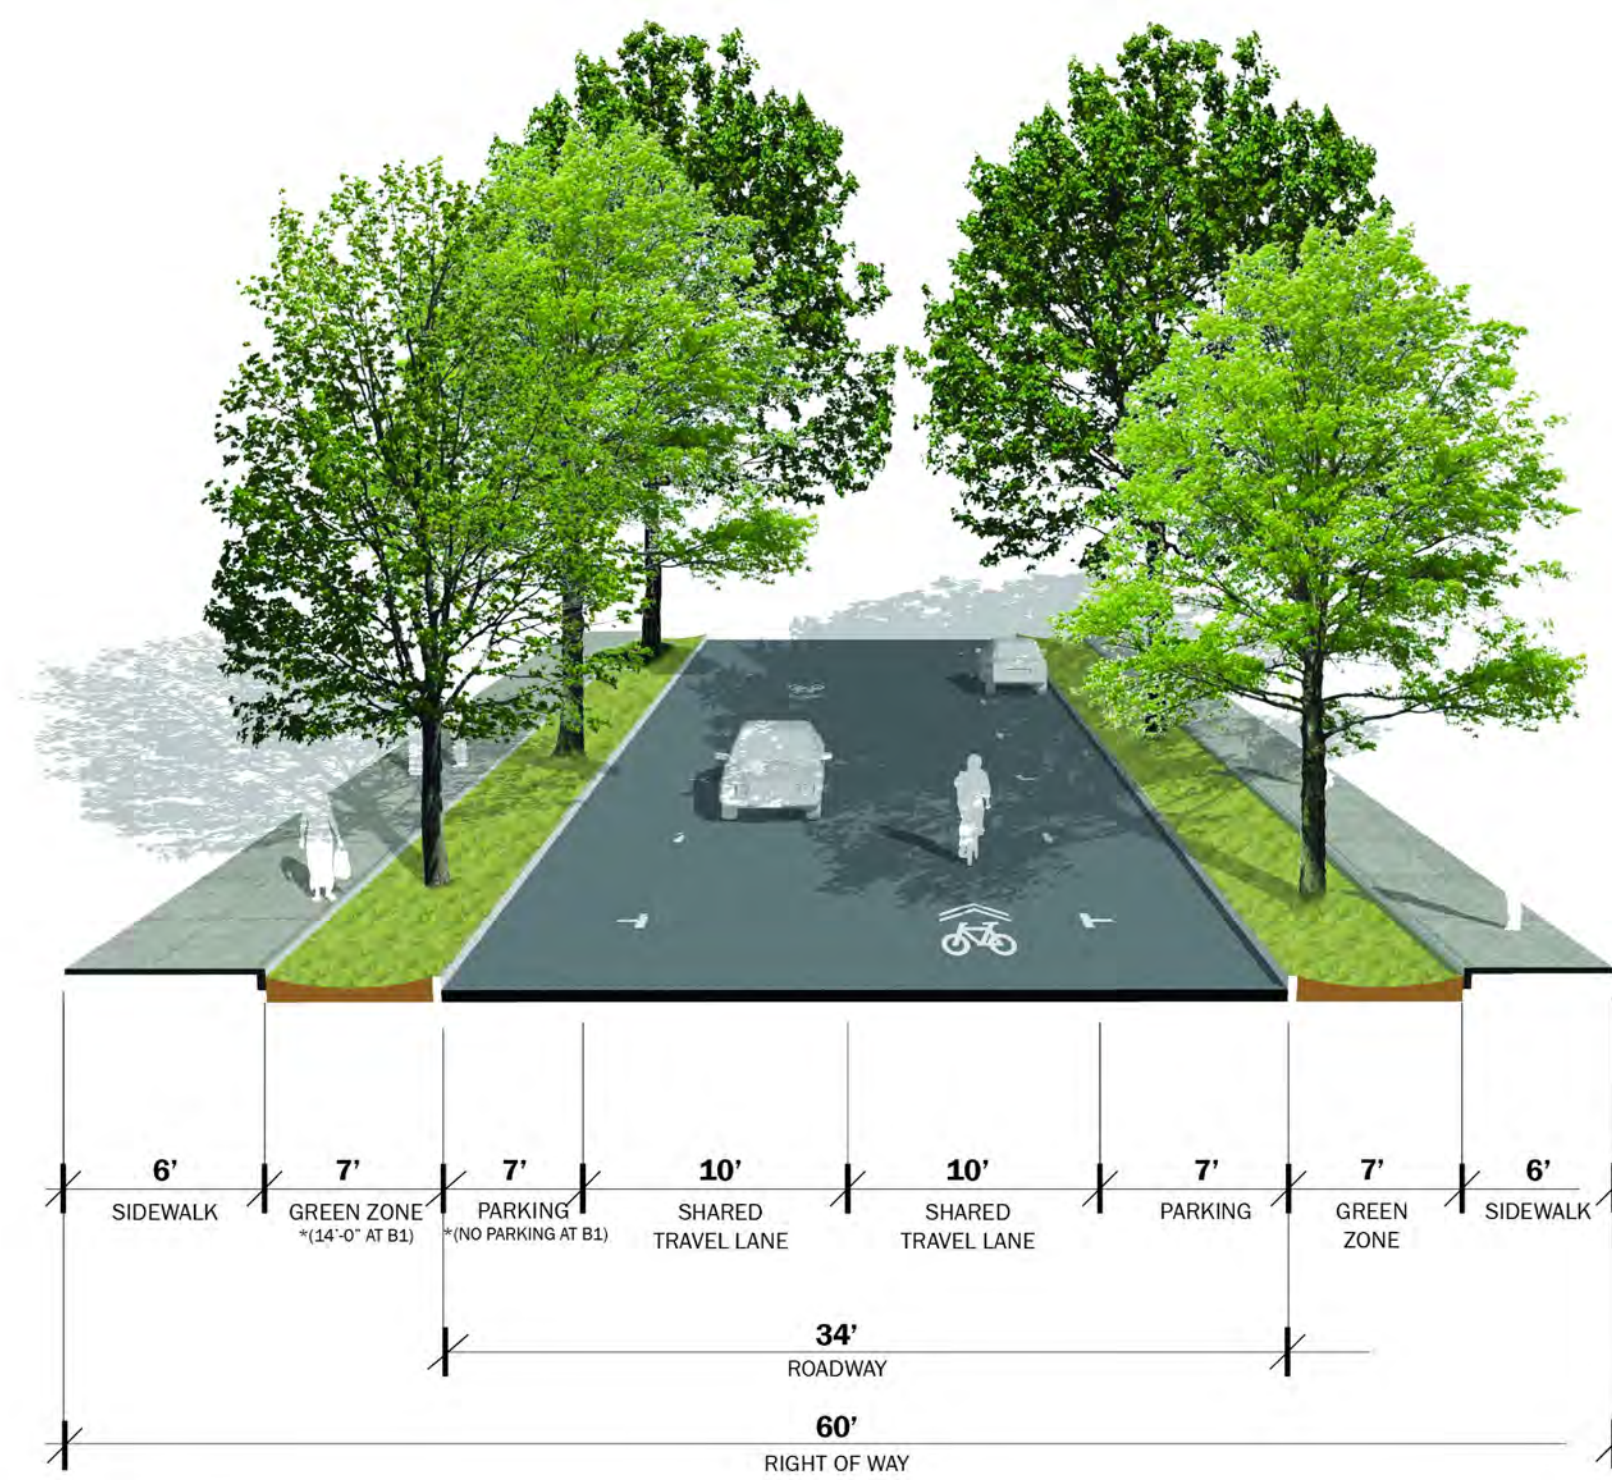 6’ 7’ 7’ 10’ 10’ 7’ 7’ 6’
SIDEWALK GREEN ZONE PARKING SHARED SHARED PARKING GREEN SIDEWALK
*(14’-0” AT B1) *(NO PARKING AT B1) TRAVEL LANE TRAVEL LANE ZONE
34’
ROADWAY
60’
RIGHT OF WAY